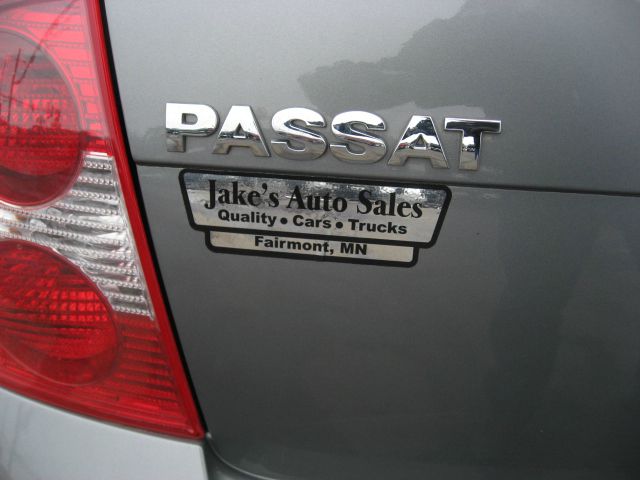 PASSAT
Jake's Auto Sales
Quality • Cars • Trucks
Fairmont, MN